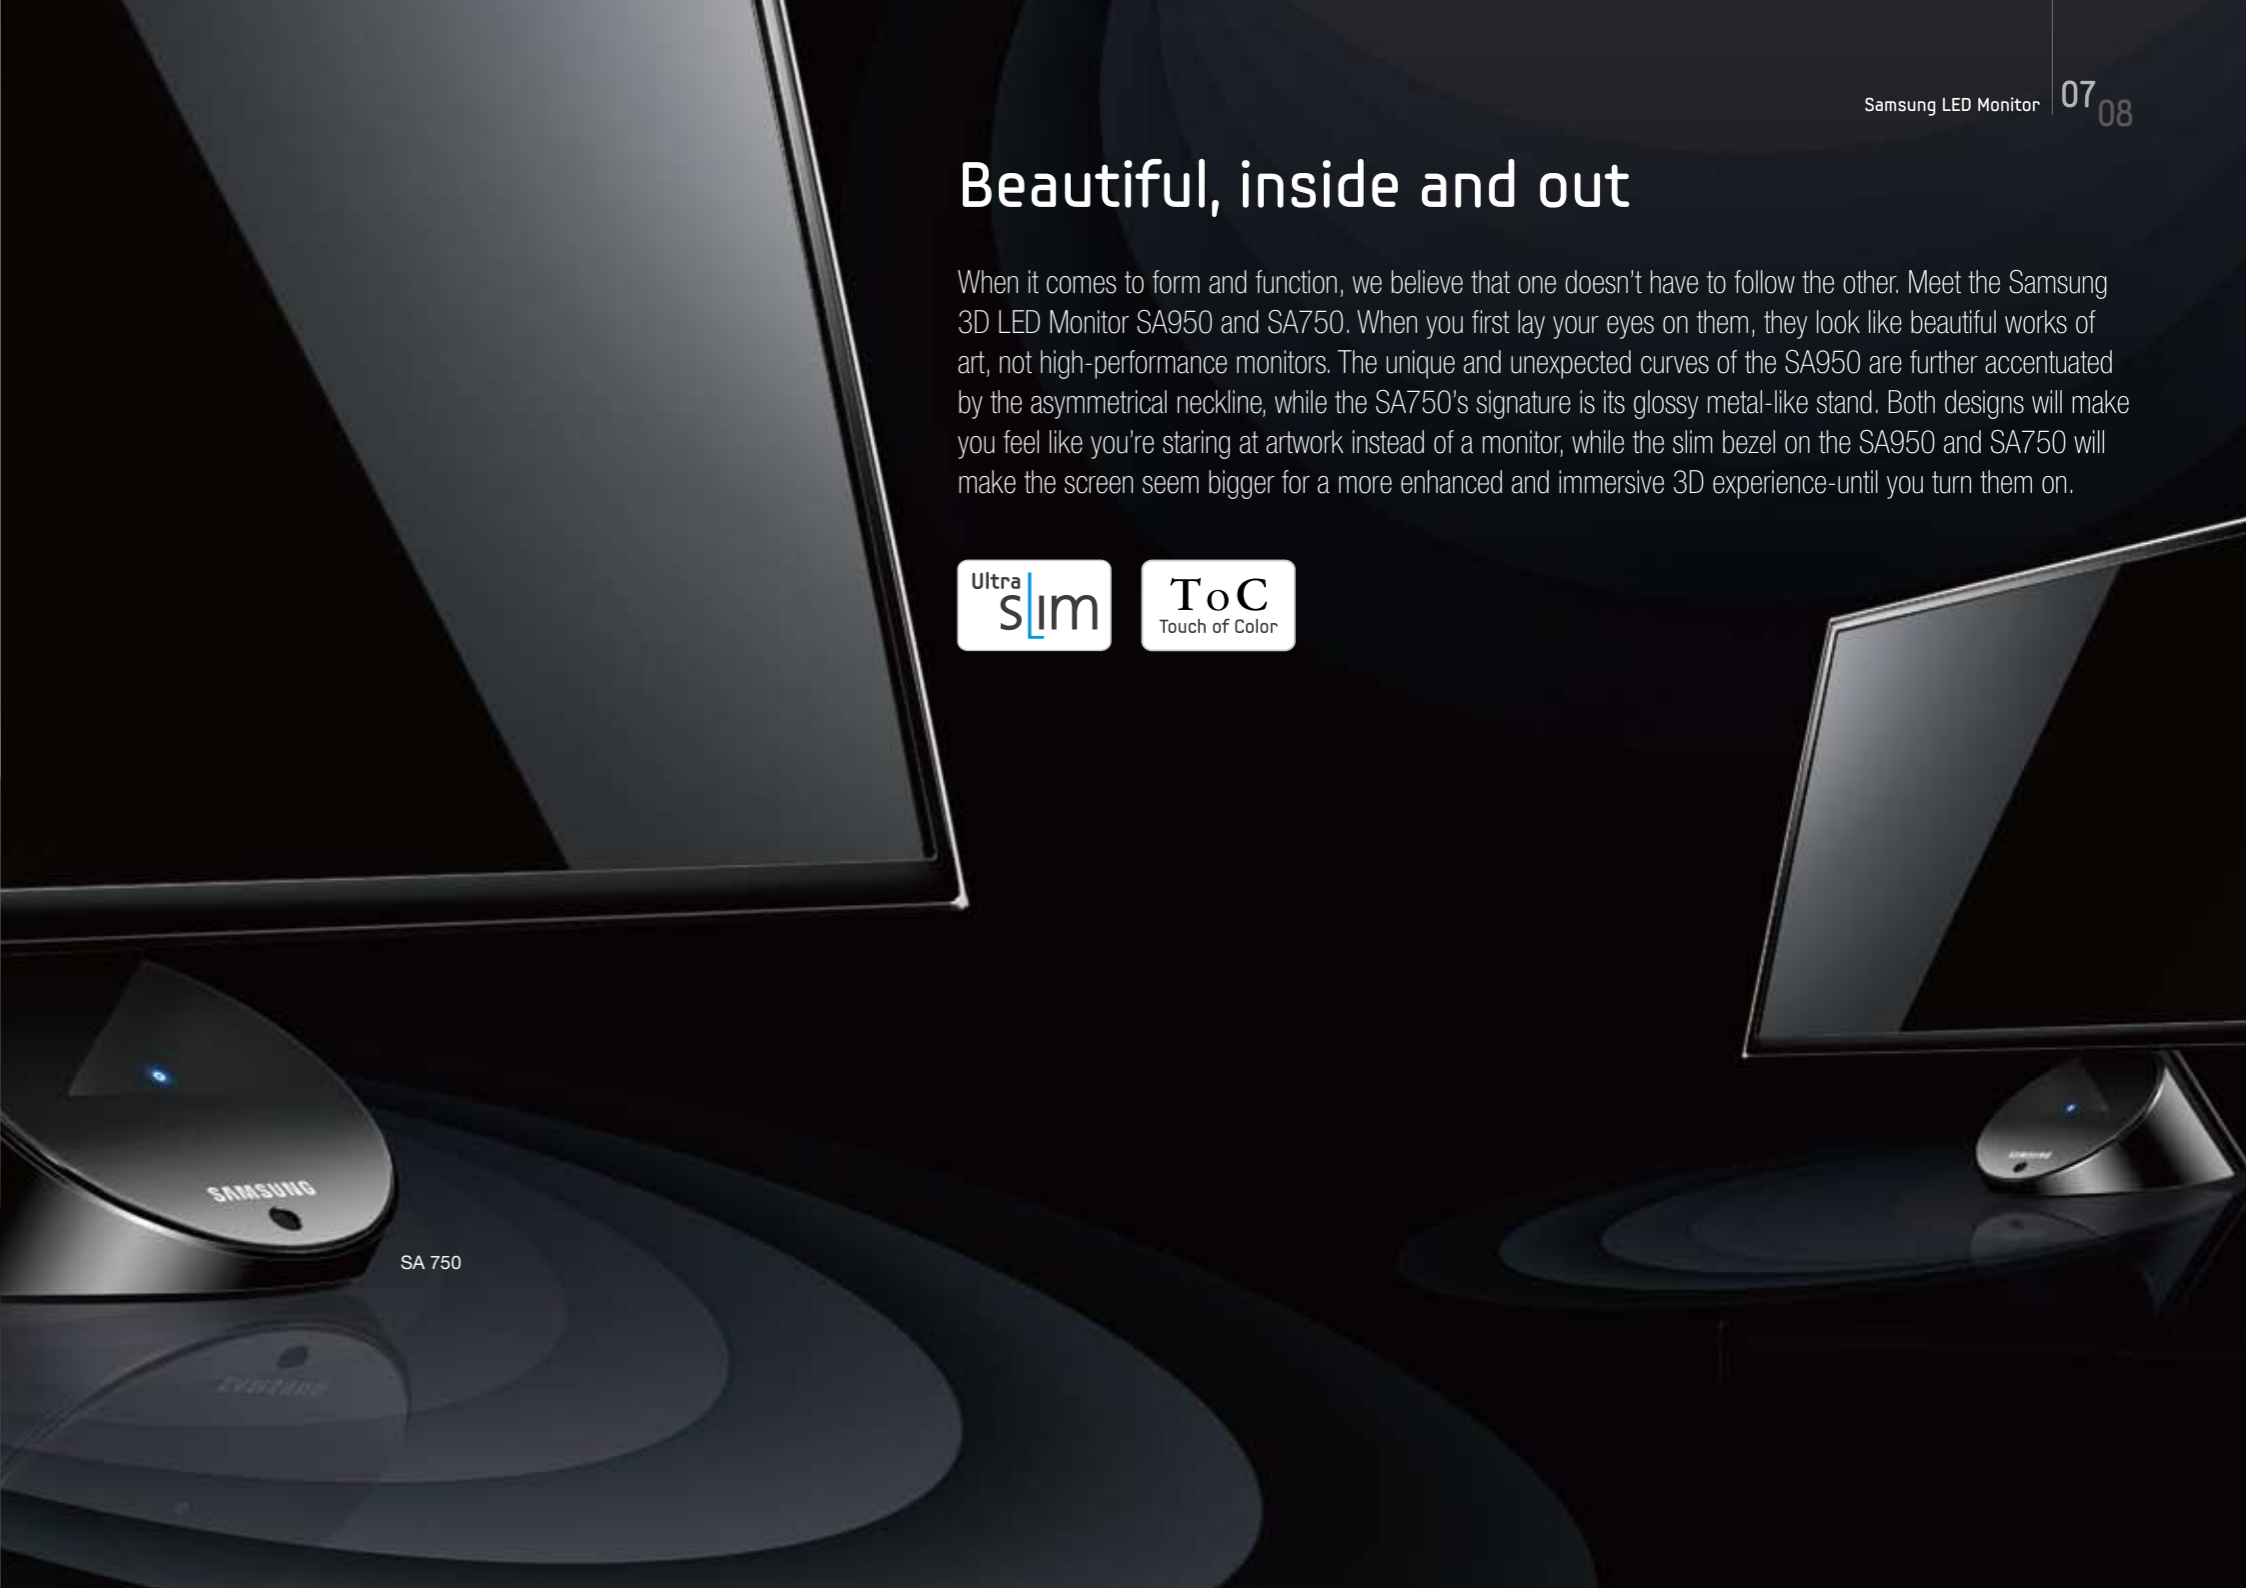 Samsung LED Monitor 07 08
Beautiful, inside and out
When it comes to form and function, we believe that one doesn't have to follow the other. Meet the Samsung
3D LED Monitor SA950 and SA750. When you first lay your eyes on them, they look like beautiful works of
art, not high-performance monitors. The unique and unexpected curves of the SA950 are further accentuated
by the asymmetrical neckline, while the SA750's signature is its glossy metal-like stand. Both designs will make
you feel like you're staring at artwork instead of a monitor, while the slim bezel on the SA950 and SA750 will
make the screen seem bigger for a more enhanced and immersive 3D experience-until you turn them on.
Ultra
slim
ToC
Touch of Color
SAMSUNG
SAMSUNG
SA 750